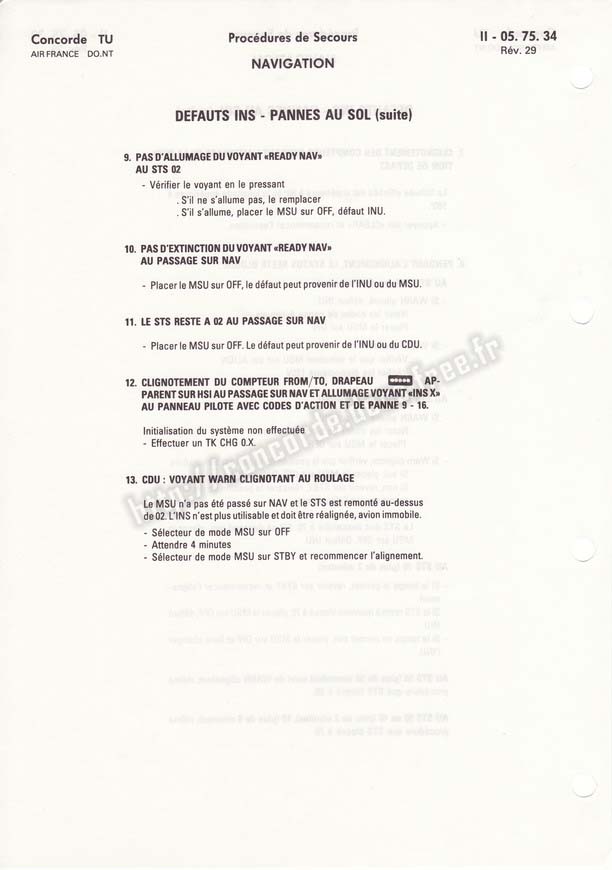 Concorde TU
AIR FRANCE DO.NT
Procédures de Secours
NAVIGATION
II - 05. 75. 34
Rév. 29
DEFAUTS INS - PANNES AU SOL (suite)
9. PAS D'ALLUMAGE DU VOYANT «READY NAV»
AU STS 02
- Vérifier le voyant en le pressant
. S'il ne s'allume pas, le remplacer
. S'il s'allume, placer le MSU sur OFF, défaut INU.
10. PAS D'EXTINCTION DU VOYANT «READY NAV»
AU PASSAGE SUR NAV
- Placer le MSU sur OFF, le défaut peut provenir de l'INU ou du MSU.
11. LE STS RESTE A 02 AU PASSAGE SUR NAV
- Placer le MSU sur OFF. Le défaut peut provenir de l'INU ou du CDU.
12. CLIGNOTEMENT DU COMPTEUR FROM/TO, DRAPEAU AP-
PARENT SUR HSI AU PASSAGE SUR NAV ET ALLUMAGE VOYANT «INS X»
AU PANNEAU PILOTE AVEC CODES D'ACTION ET DE PANNE 9 - 16.
Initialisation du système non effectuée
- Effectuer un TK CHG 0.X.
13. CDU : VOYANT WARN CLIGNOTANT AU ROULAGE
Le MSU n'a pas été passé sur NAV et le STS est remonté au-dessus
de 02. L'INS n'est plus utilisable et doit être réalignée, avion immobile.
- Sélecteur de mode MSU sur OFF
- Attendre 4 minutes
- Sélecteur de mode MSU sur STBY et recommencer l'alignement.